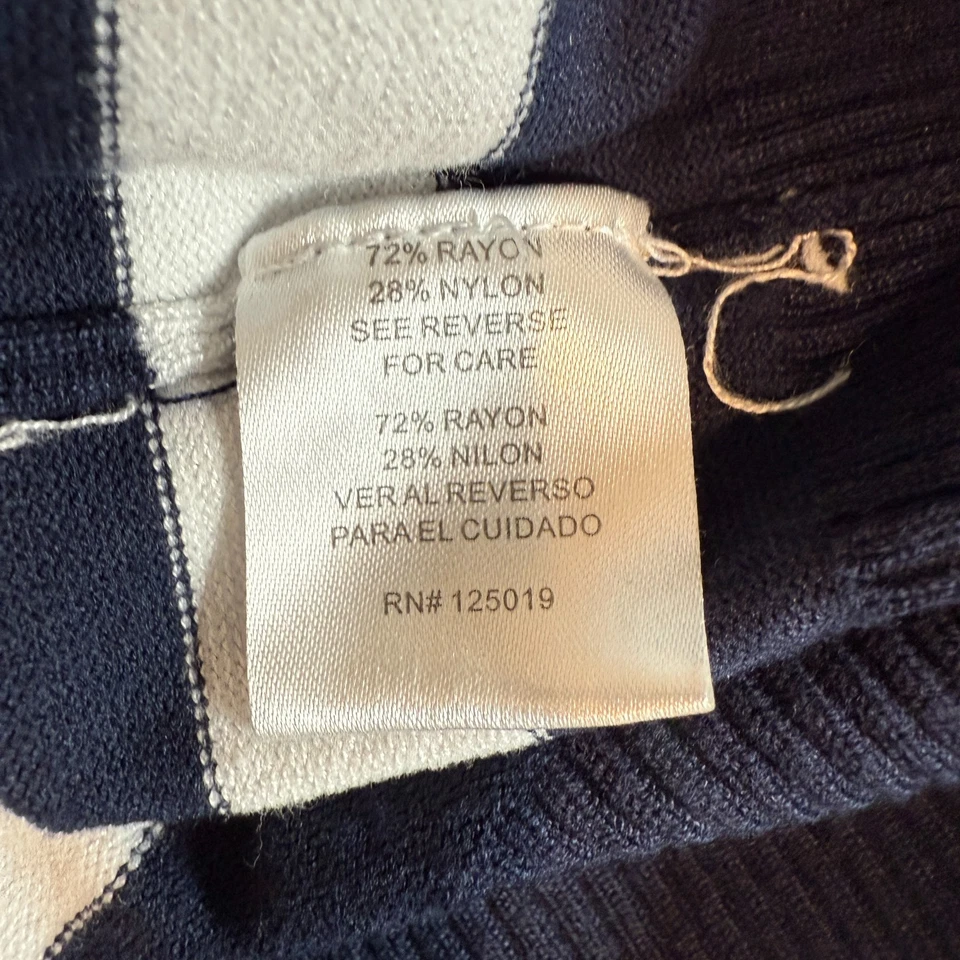 72% RAYON
28% NYLON
SEE REVERSE
FOR CARE
72% RAYON
28% NILON
VER AL REVERSO
PARA EL CUIDADO
RN# 125019